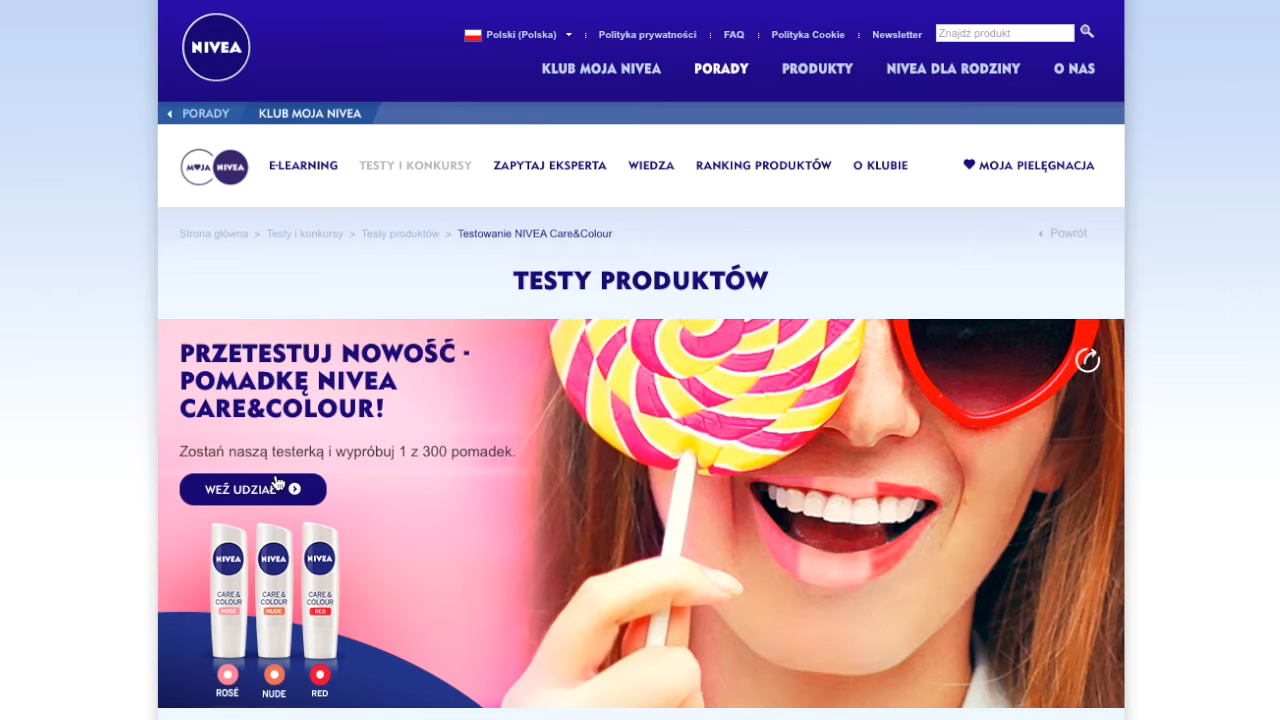 NIVEA
Polski (Polska)
Polityka prywatności
FAQ
Polityka Cookie
Newsletter
Znajdź produkt
KLUB MOJA NIVEA
PORADY
PRODUKTY
NIVEA DLA RODZINY
O NAS
PORADY
KLUB MOJA NIVEA
MOJA NIVEA
E-LEARNING
TESTY I KONKURSY
ZAPYTAJ EKSPERTA
WIEDZA
RANKING PRODUKTÓW
O KLUBIE
MOJA PIELĘGNACJA
Strona główna > Testy i konkursy > Testy produktów > Testowanie NIVEA Care&Colour
Powrót
TESTY PRODUKTÓW
PRZETESTUJ NOWOŚĆ -
POMADKĘ NIVEA
CARE&COLOUR!
Zostań naszą testerką i wypróbuj 1 z 300 pomadek.
WEŹ UDZIAŁ
NIVEA NIVEA NIVEA
CARE & CARE & CARE &
COLOUR COLOUR COLOUR
ROSÉ NUDE RED
ROSÉ NUDE RED